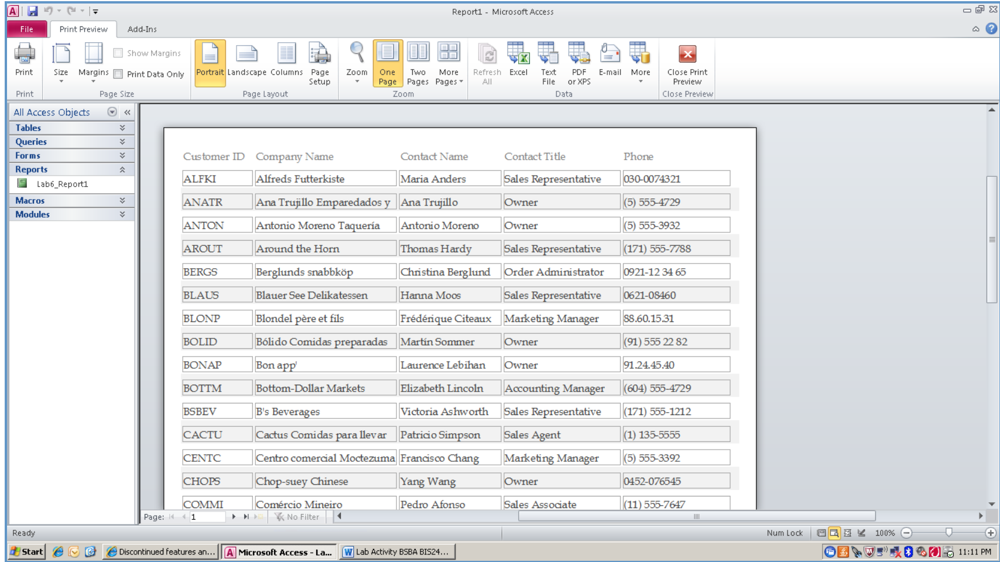 Report1 - Microsoft Access
File Print Preview Add-Ins
Print Size Margins Show Margins Print Data Only Portrait Landscape Columns Page Setup Zoom One Page Two Pages More Pages Refresh All Excel Text File PDF or XPS E-mail More Close Print Preview
Print Page Size Page Layout Zoom Data Close Preview
All Access Objects
Tables
Queries
Forms
Reports
Lab6_Report1
Macros
Modules
Customer ID Company Name Contact Name Contact Title Phone
ALFKI Alfreds Futterkiste Maria Anders Sales Representative 030-0074321
ANATR Ana Trujillo Emparedados y Ana Trujillo Owner (5) 555-4729
ANTON Antonio Moreno Taquería Antonio Moreno Owner (5) 555-3932
AROUT Around the Horn Thomas Hardy Sales Representative (171) 555-7788
BERGS Berglunds snabbköp Christina Berglund Order Administrator 0921-12 34 65
BLAUS Blauer See Delikatessen Hanna Moos Sales Representative 0621-08460
BLONP Blondel père et fils Frédérique Citeaux Marketing Manager 88.60.15.31
BOLID Bólido Comidas preparadas Martín Sommer Owner (91) 555 22 82
BONAP Bon app' Laurence Lebihan Owner 91.24.45.40
BOTTM Bottom-Dollar Markets Elizabeth Lincoln Accounting Manager (604) 555-4729
BSBEV B's Beverages Victoria Ashworth Sales Representative (171) 555-1212
CACTU Cactus Comidas para llevar Patricio Simpson Sales Agent (1) 135-5555
CENTC Centro comercial Moctezuma Francisco Chang Marketing Manager (5) 555-3392
CHOPS Chop-suey Chinese Yang Wang Owner 0452-076545
COMMI Comércio Mineiro Pedro Afonso Sales Associate (11) 555-7647
Page: 1 No Filter
Ready Num Lock 100%
Start Discontinued features an... Microsoft Access - La... Lab Activity BSBA BIS24... 11:11 PM